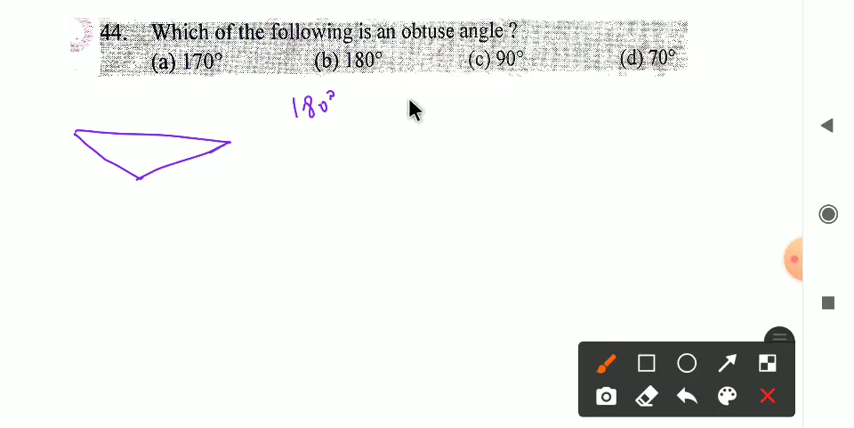 44. Which of the following is an obtuse angle ?
(a) 170° (b) 180° (c) 90° (d) 70°
180°